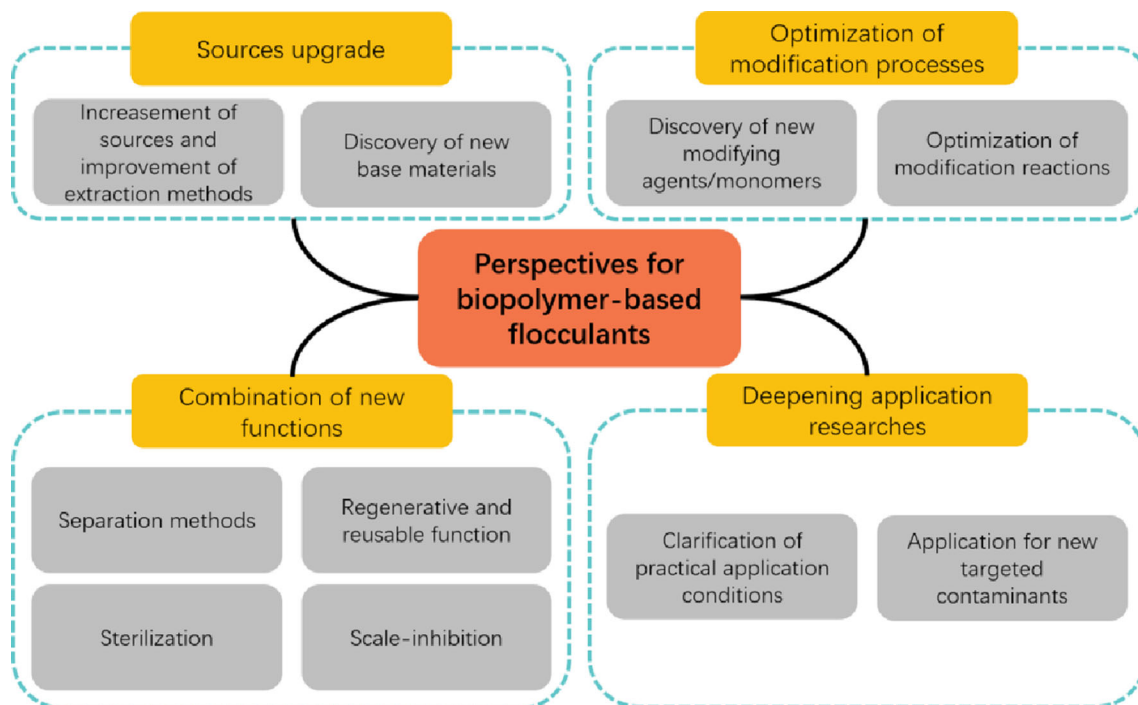 Sources upgrade
Increasement of
sources and
improvement of
extraction methods
Discovery of new
base materials
Optimization of
modification processes
Discovery of new
modifying
agents/monomers
Optimization of
modification reactions
Perspectives for
biopolymer-based
flocculants
Combination of new
functions
Separation methods
Regenerative and
reusable function
Sterilization
Scale-inhibition
Deepening application
researches
Clarification of
practical application
conditions
Application for new
targeted
contaminants